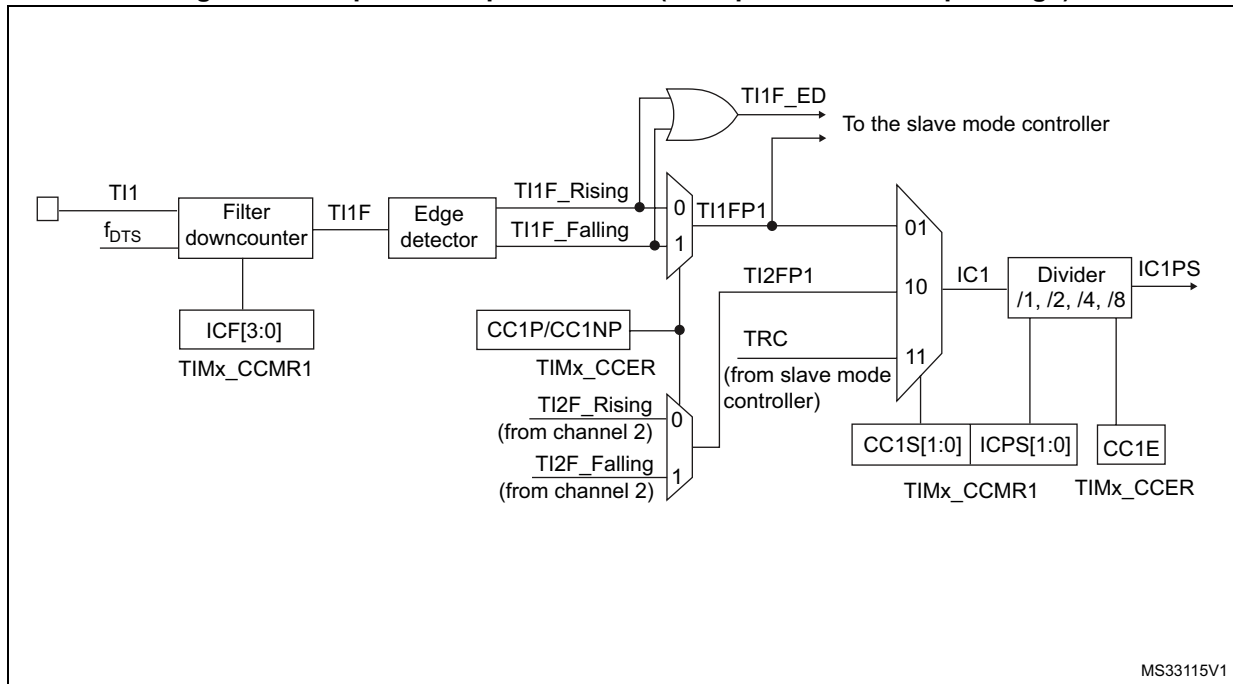 TI1F_ED
To the slave mode controller
TI1
f_DTS
Filter
downcounter
ICF[3:0]
TIMx_CCMR1
TI1F
Edge
detector
TI1F_Rising
TI1F_Falling
0
1
TI1FP1
CC1P/CC1NP
TIMx_CCER
TI2F_Rising
(from channel 2)
TI2F_Falling
(from channel 2)
0
1
TI2FP1
TRC
(from slave mode
controller)
01
10
11
IC1
Divider
/1, /2, /4, /8
IC1PS
CC1S[1:0]
ICPS[1:0]
TIMx_CCMR1
CC1E
TIMx_CCER
MS33115V1